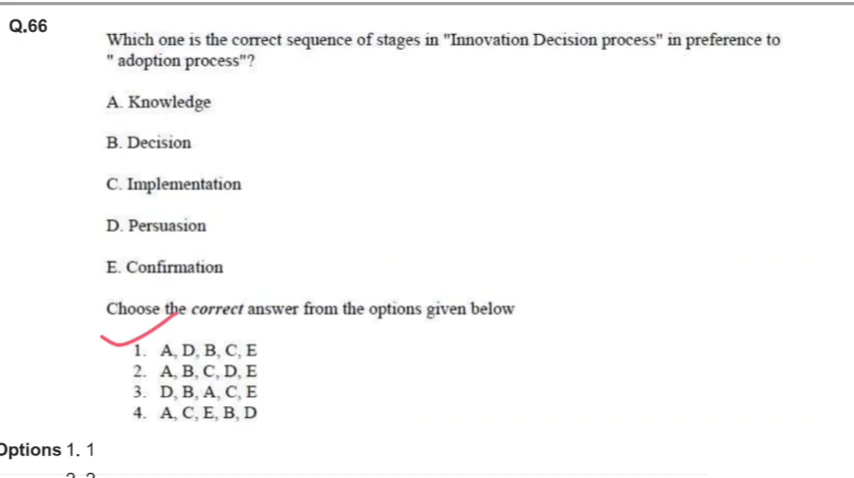 Q.66
Which one is the correct sequence of stages in "Innovation Decision process" in preference to
" adoption process"?
A. Knowledge
B. Decision
C. Implementation
D. Persuasion
E. Confirmation
Choose the correct answer from the options given below
1. A, D, B, C, E
2. A, B, C, D, E
3. D, B, A, C, E
4. A, C, E, B, D
Options 1. 1